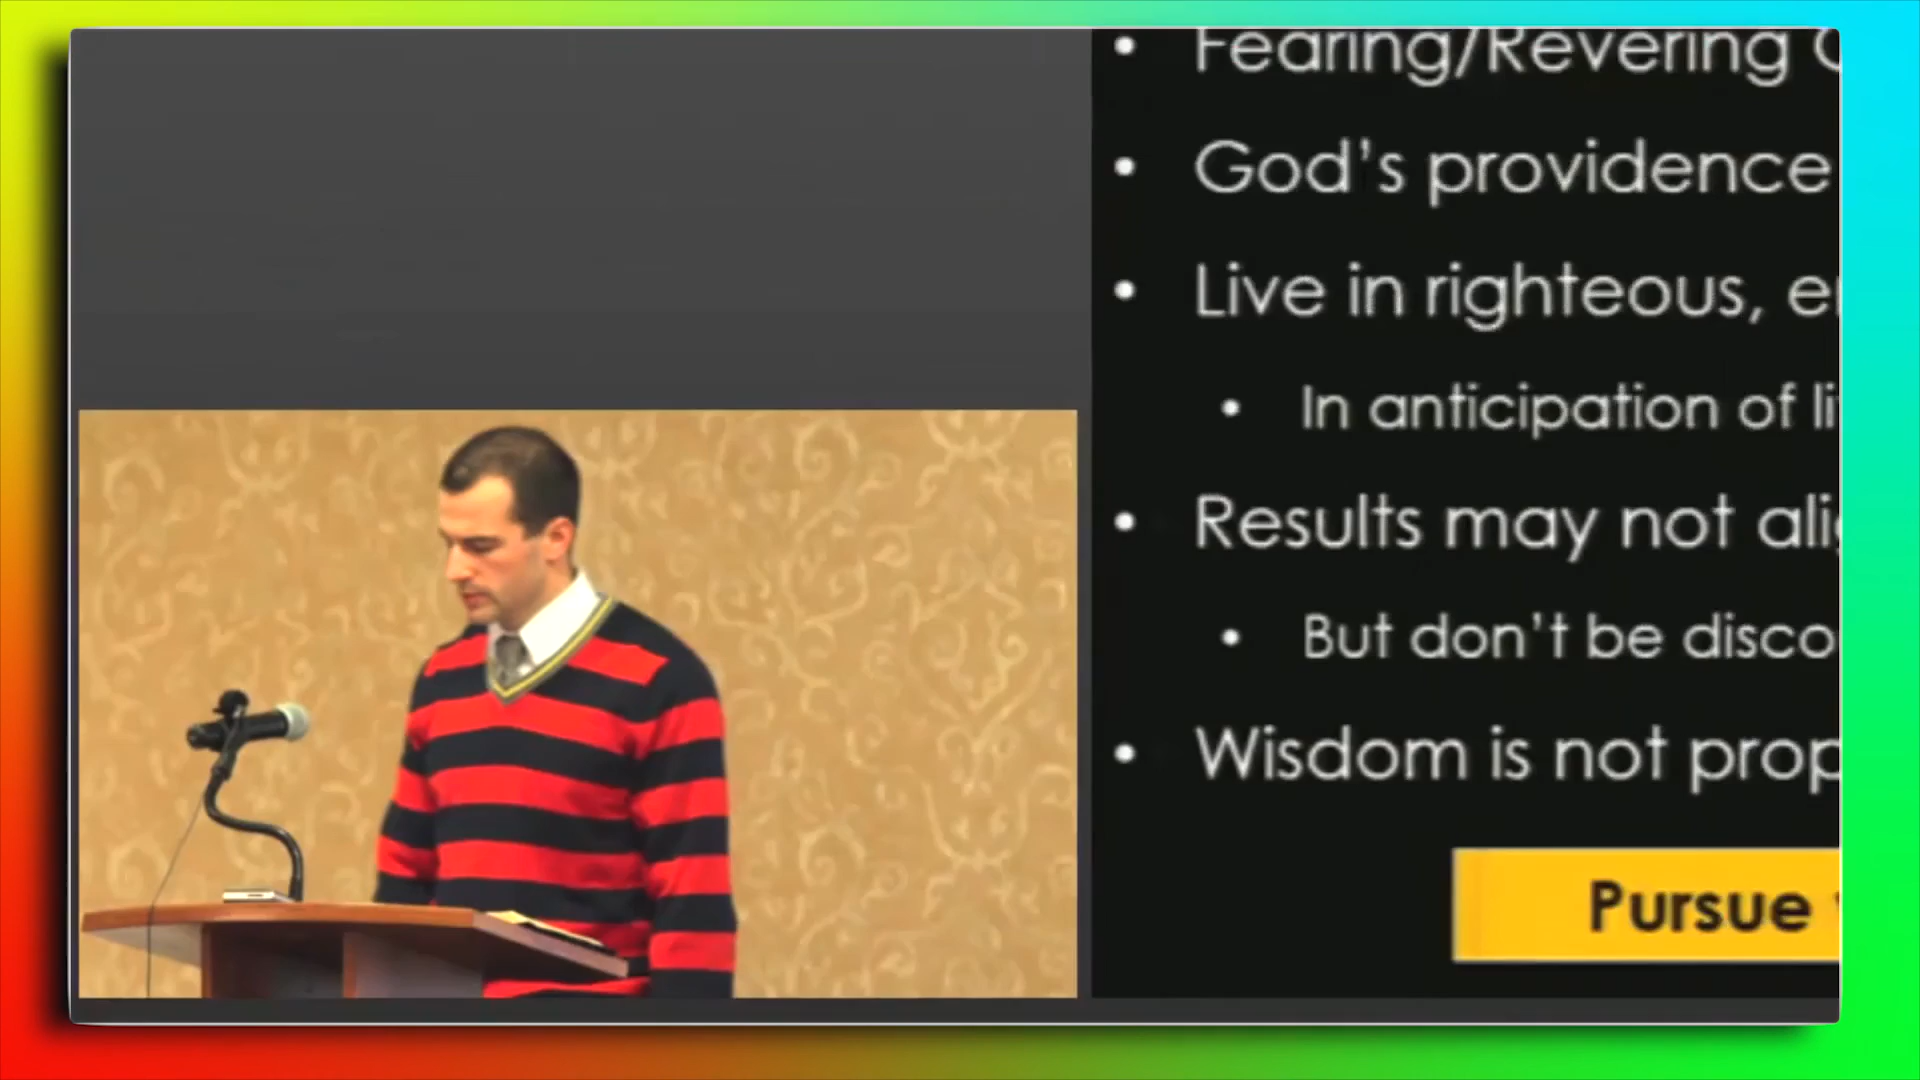 • Fearing/Revering
• God's providence
• Live in righteous,
• In anticipation of
• Results may not
• But don't be
• Wisdom is not
Pursue